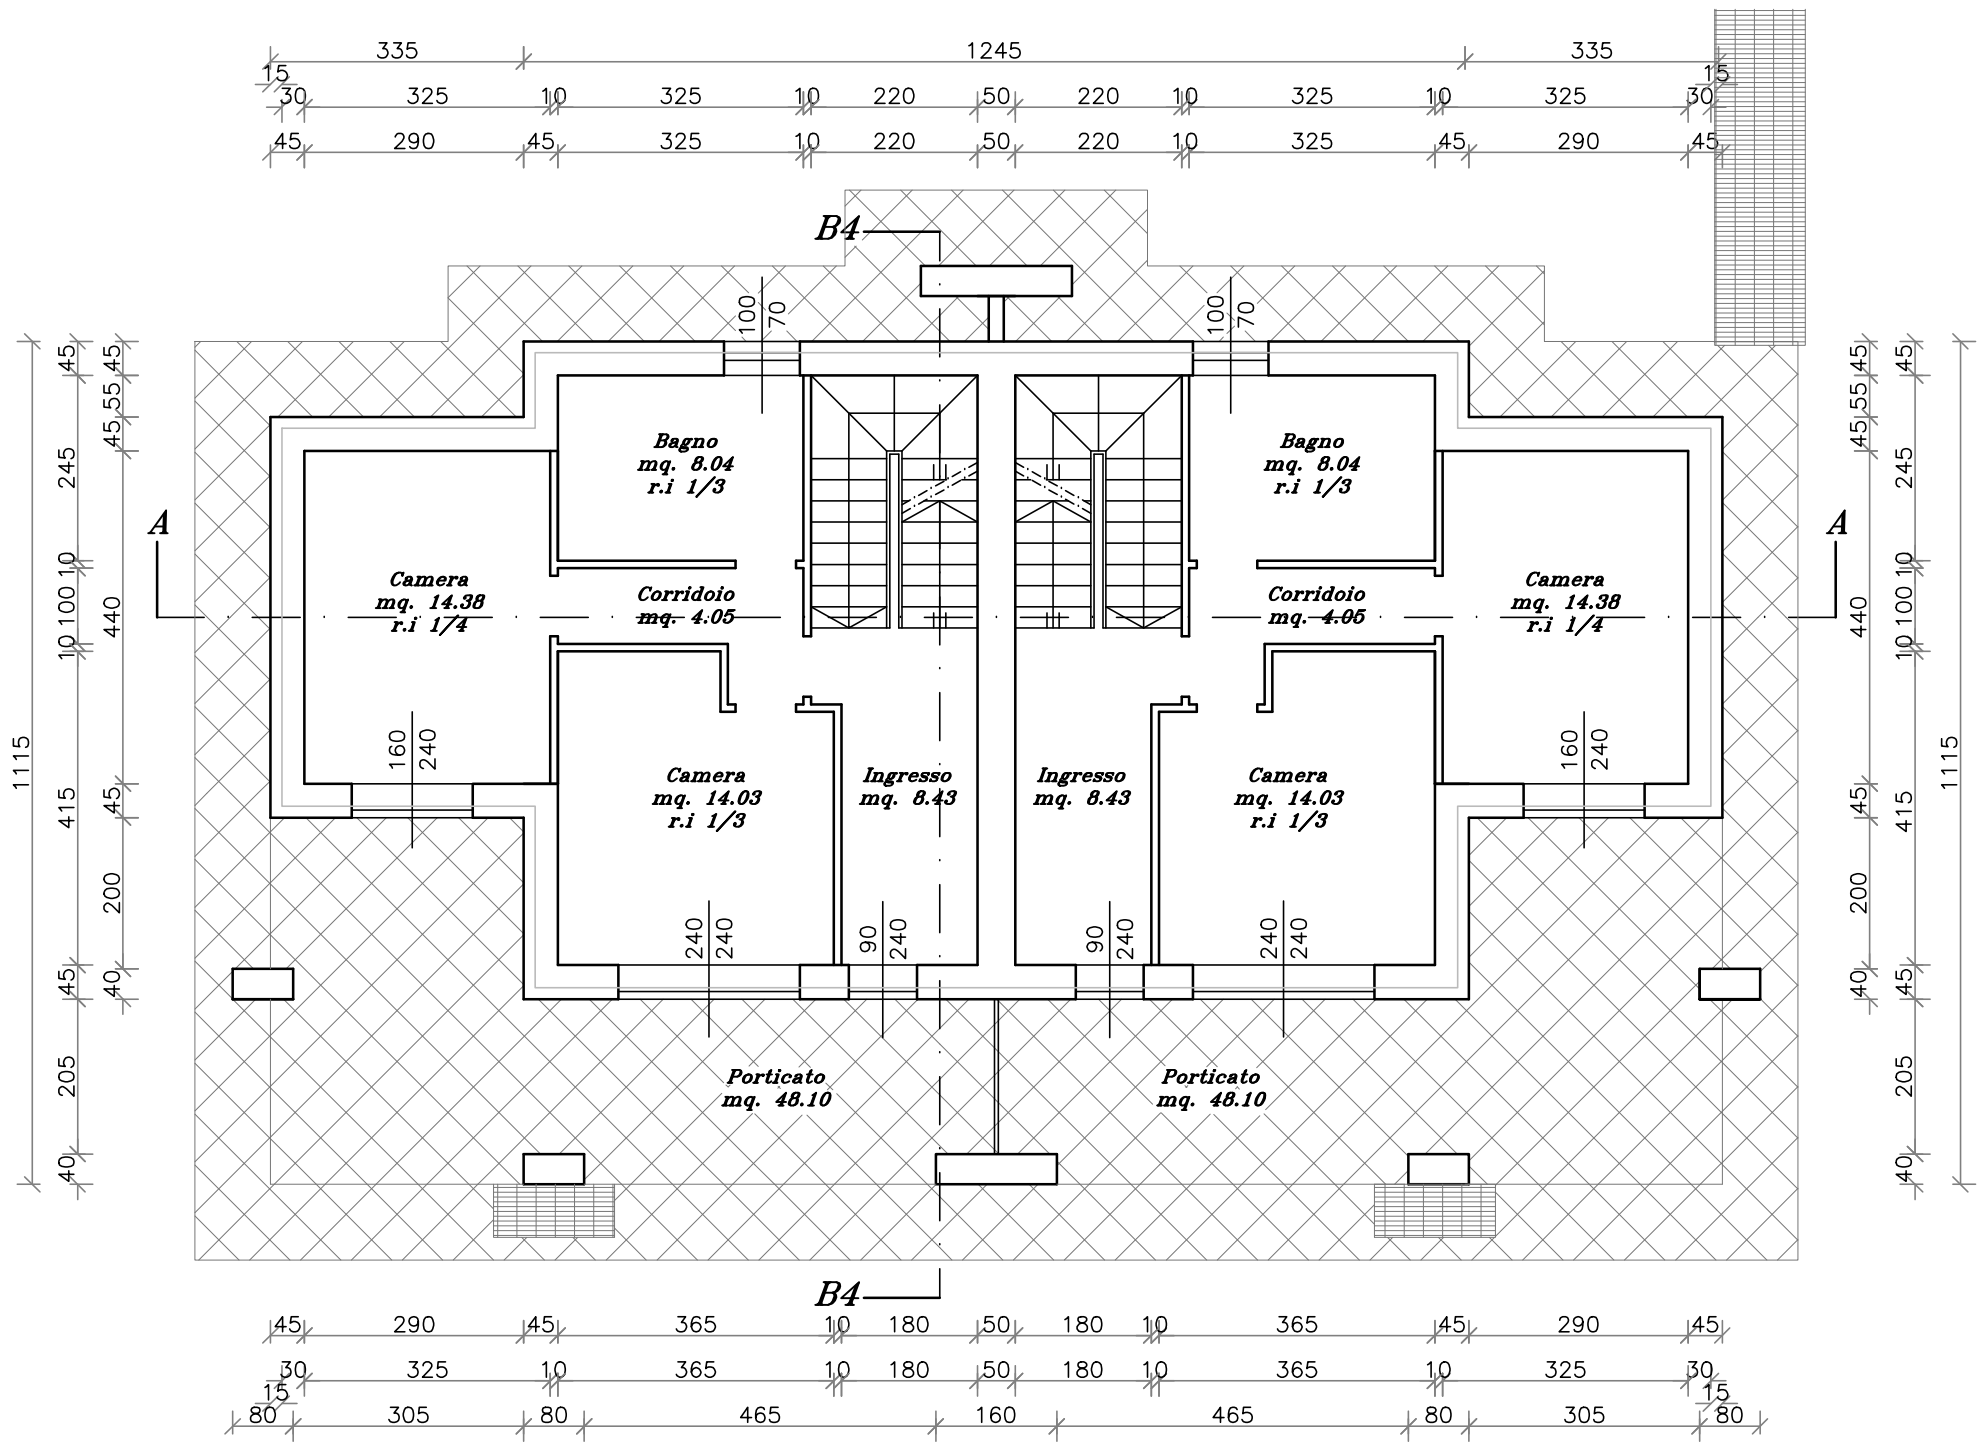 335 1245 335
15 15
30 325 10 325 10 220 50 220 10 325 10 325 30
45 290 45 325 10 220 50 220 10 325 45 290 45
B4
100 70
100 70
45 245 10 100 10 415 45 205 40
45 55 45 440 45 200 40
1115
45 55 45 440 45 200 40
45 245 10 100 10 415 45 205 40
1115
A
A
Bagno
mq. 8.04
r.i 1/3
Bagno
mq. 8.04
r.i 1/3
Camera
mq. 14.38
r.i 1/4
Corridoio
mq. 4.05
Corridoio
mq. 4.05
Camera
mq. 14.38
r.i 1/4
160 240
160 240
Camera
mq. 14.03
r.i 1/3
Ingresso
mq. 8.43
Ingresso
mq. 8.43
Camera
mq. 14.03
r.i 1/3
240 240
90 240
90 240
240 240
Porticato
mq. 48.10
Porticato
mq. 48.10
B4
45 290 45 365 10 180 50 180 10 365 45 290 45
30 325 10 365 10 180 50 180 10 365 10 325 30
15 15
80 305 80 465 160 465 80 305 80